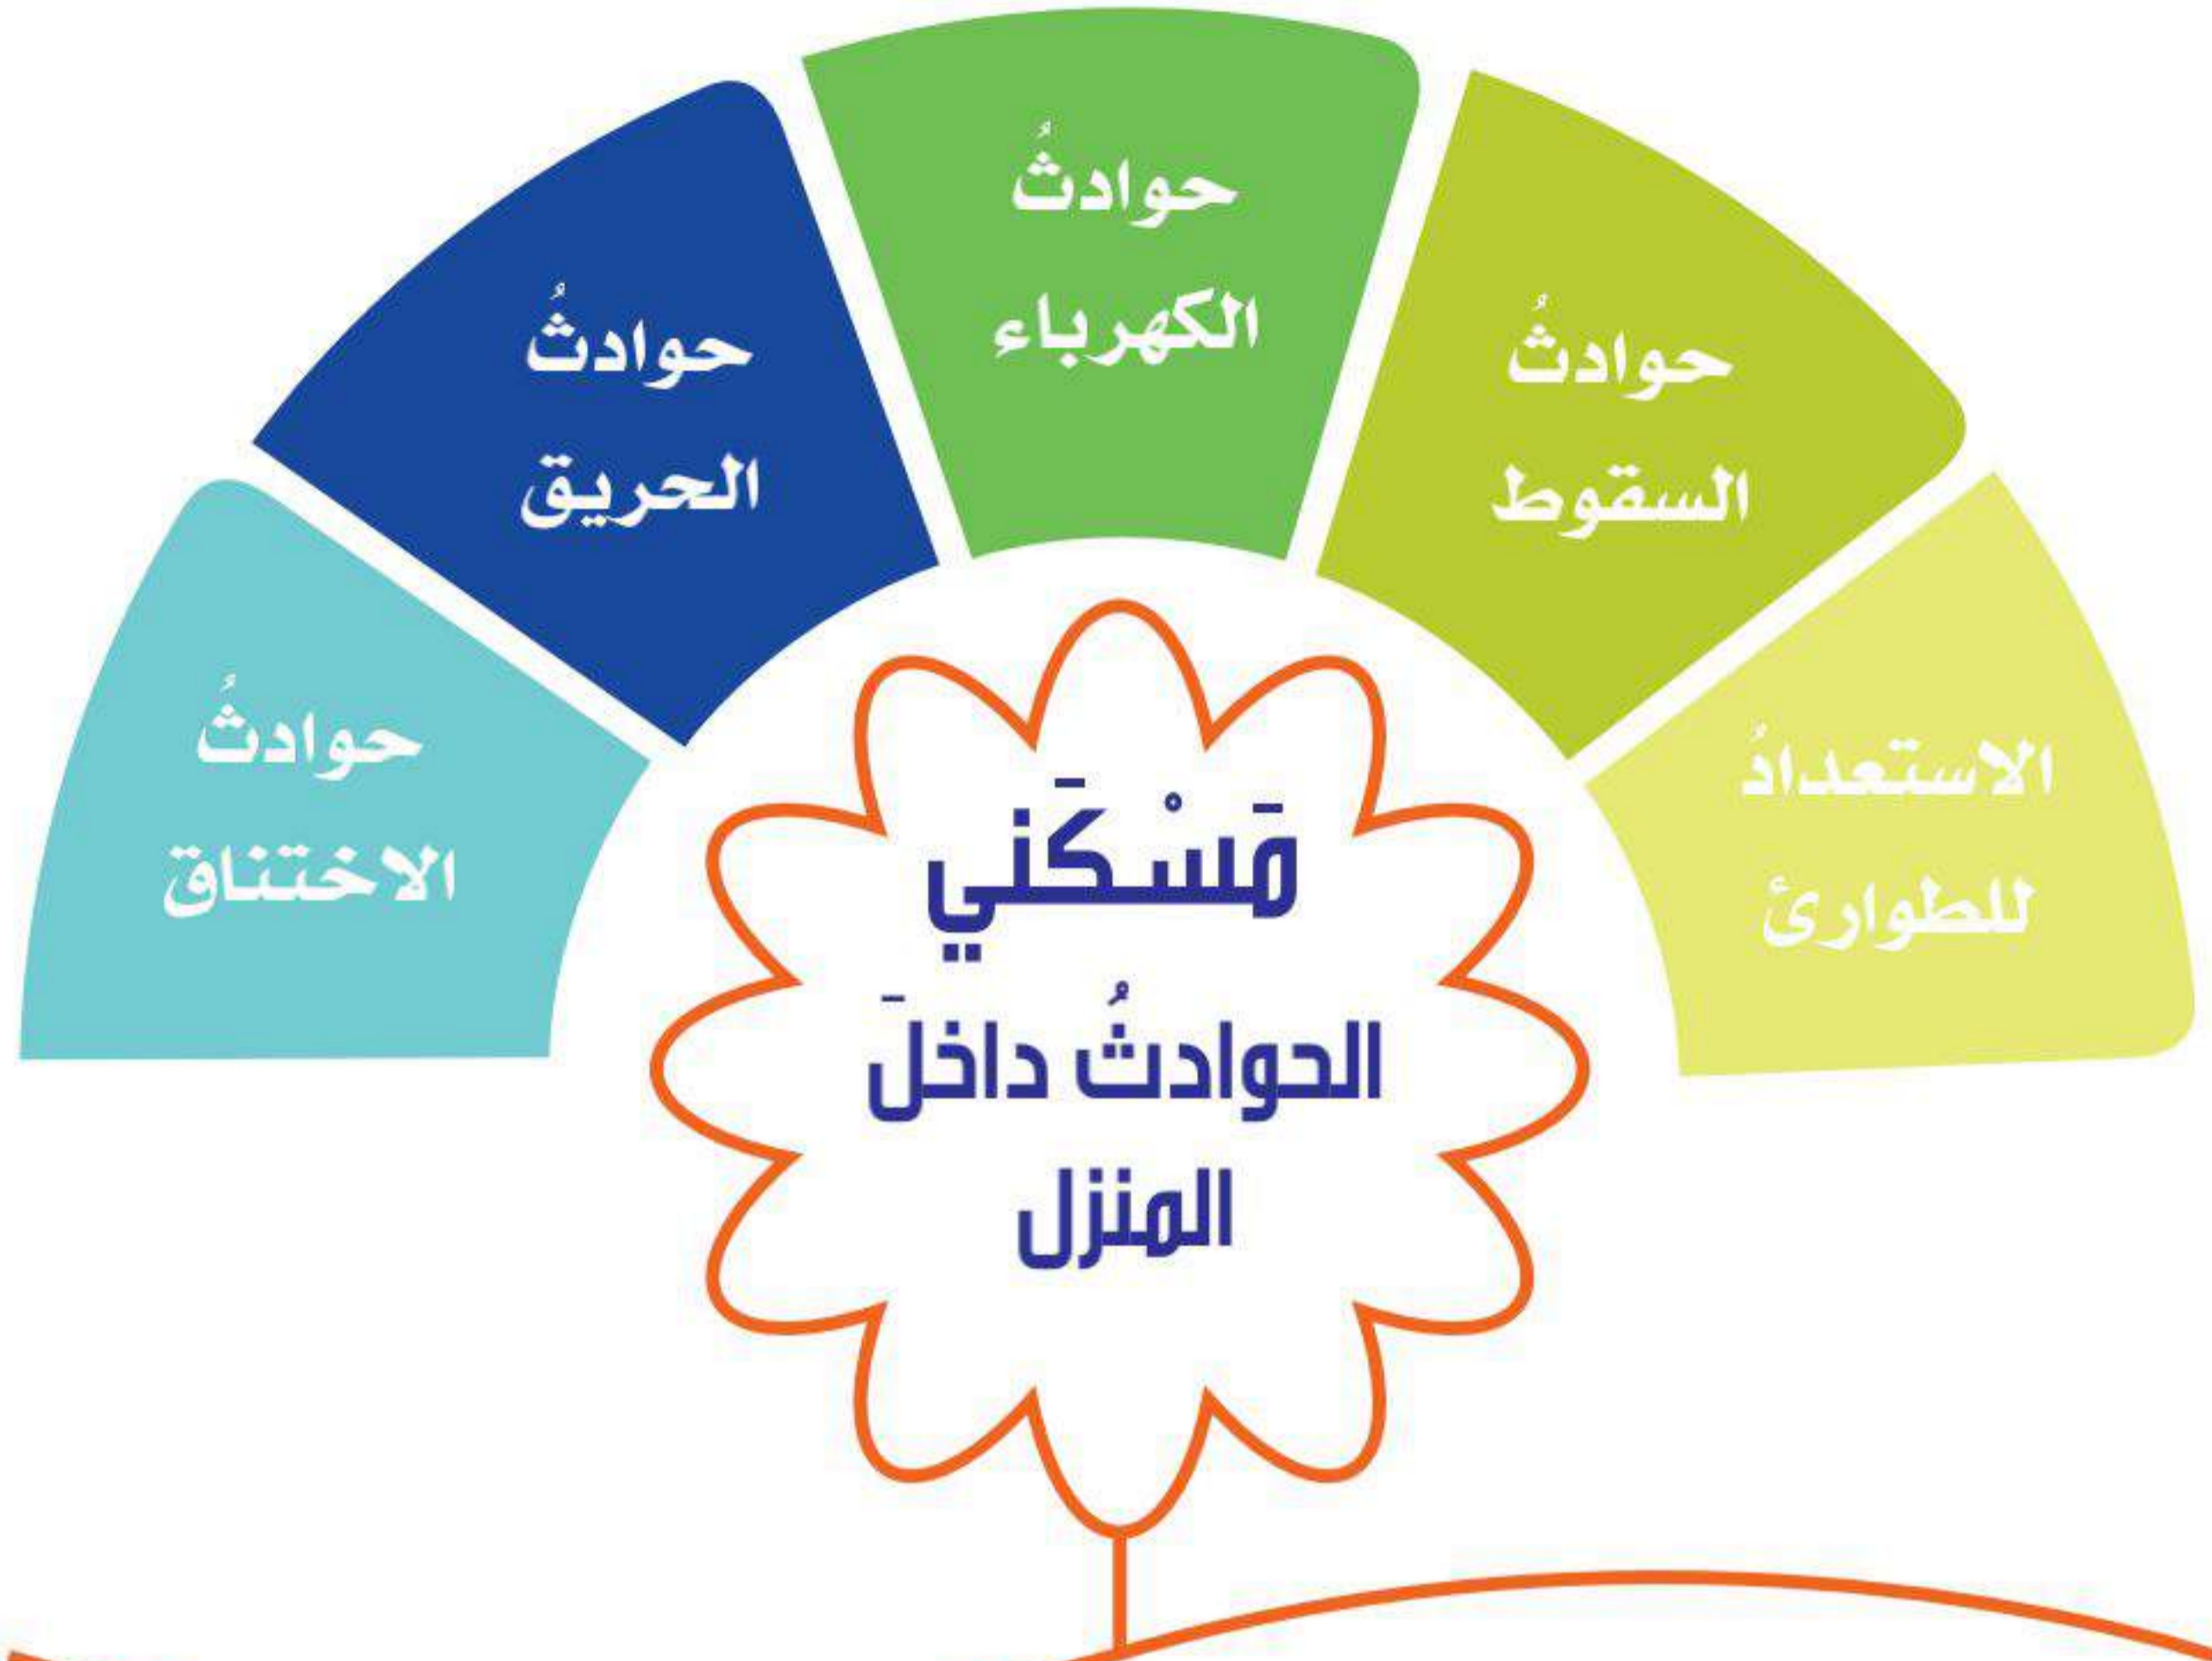 حوادثُ
الكهرباء
حوادثُ
السقوط
حوادثُ
الحريق
الاستعدادُ
للطوارئ
حوادثُ
الاختناق
مَسْكَني
الحوادثُ داخلَ
المنزل